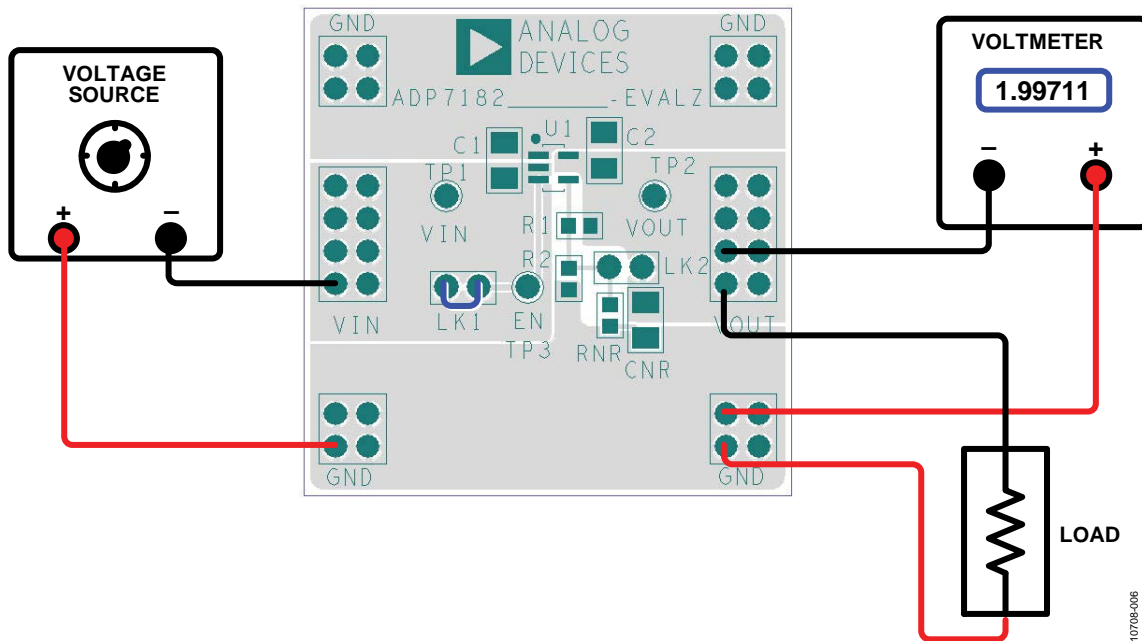 GND
GND
ANALOG
DEVICES
ADP7182________-EVALZ
VOLTAGE
SOURCE
+
−
VOLTMETER
1.99711
−
+
C1
U1
C2
TP1
TP2
VIN
R1
VOUT
R2
LK2
VIN
LK1
EN
VOUT
TP3
RNR
CNR
GND
GND
LOAD
10708-006